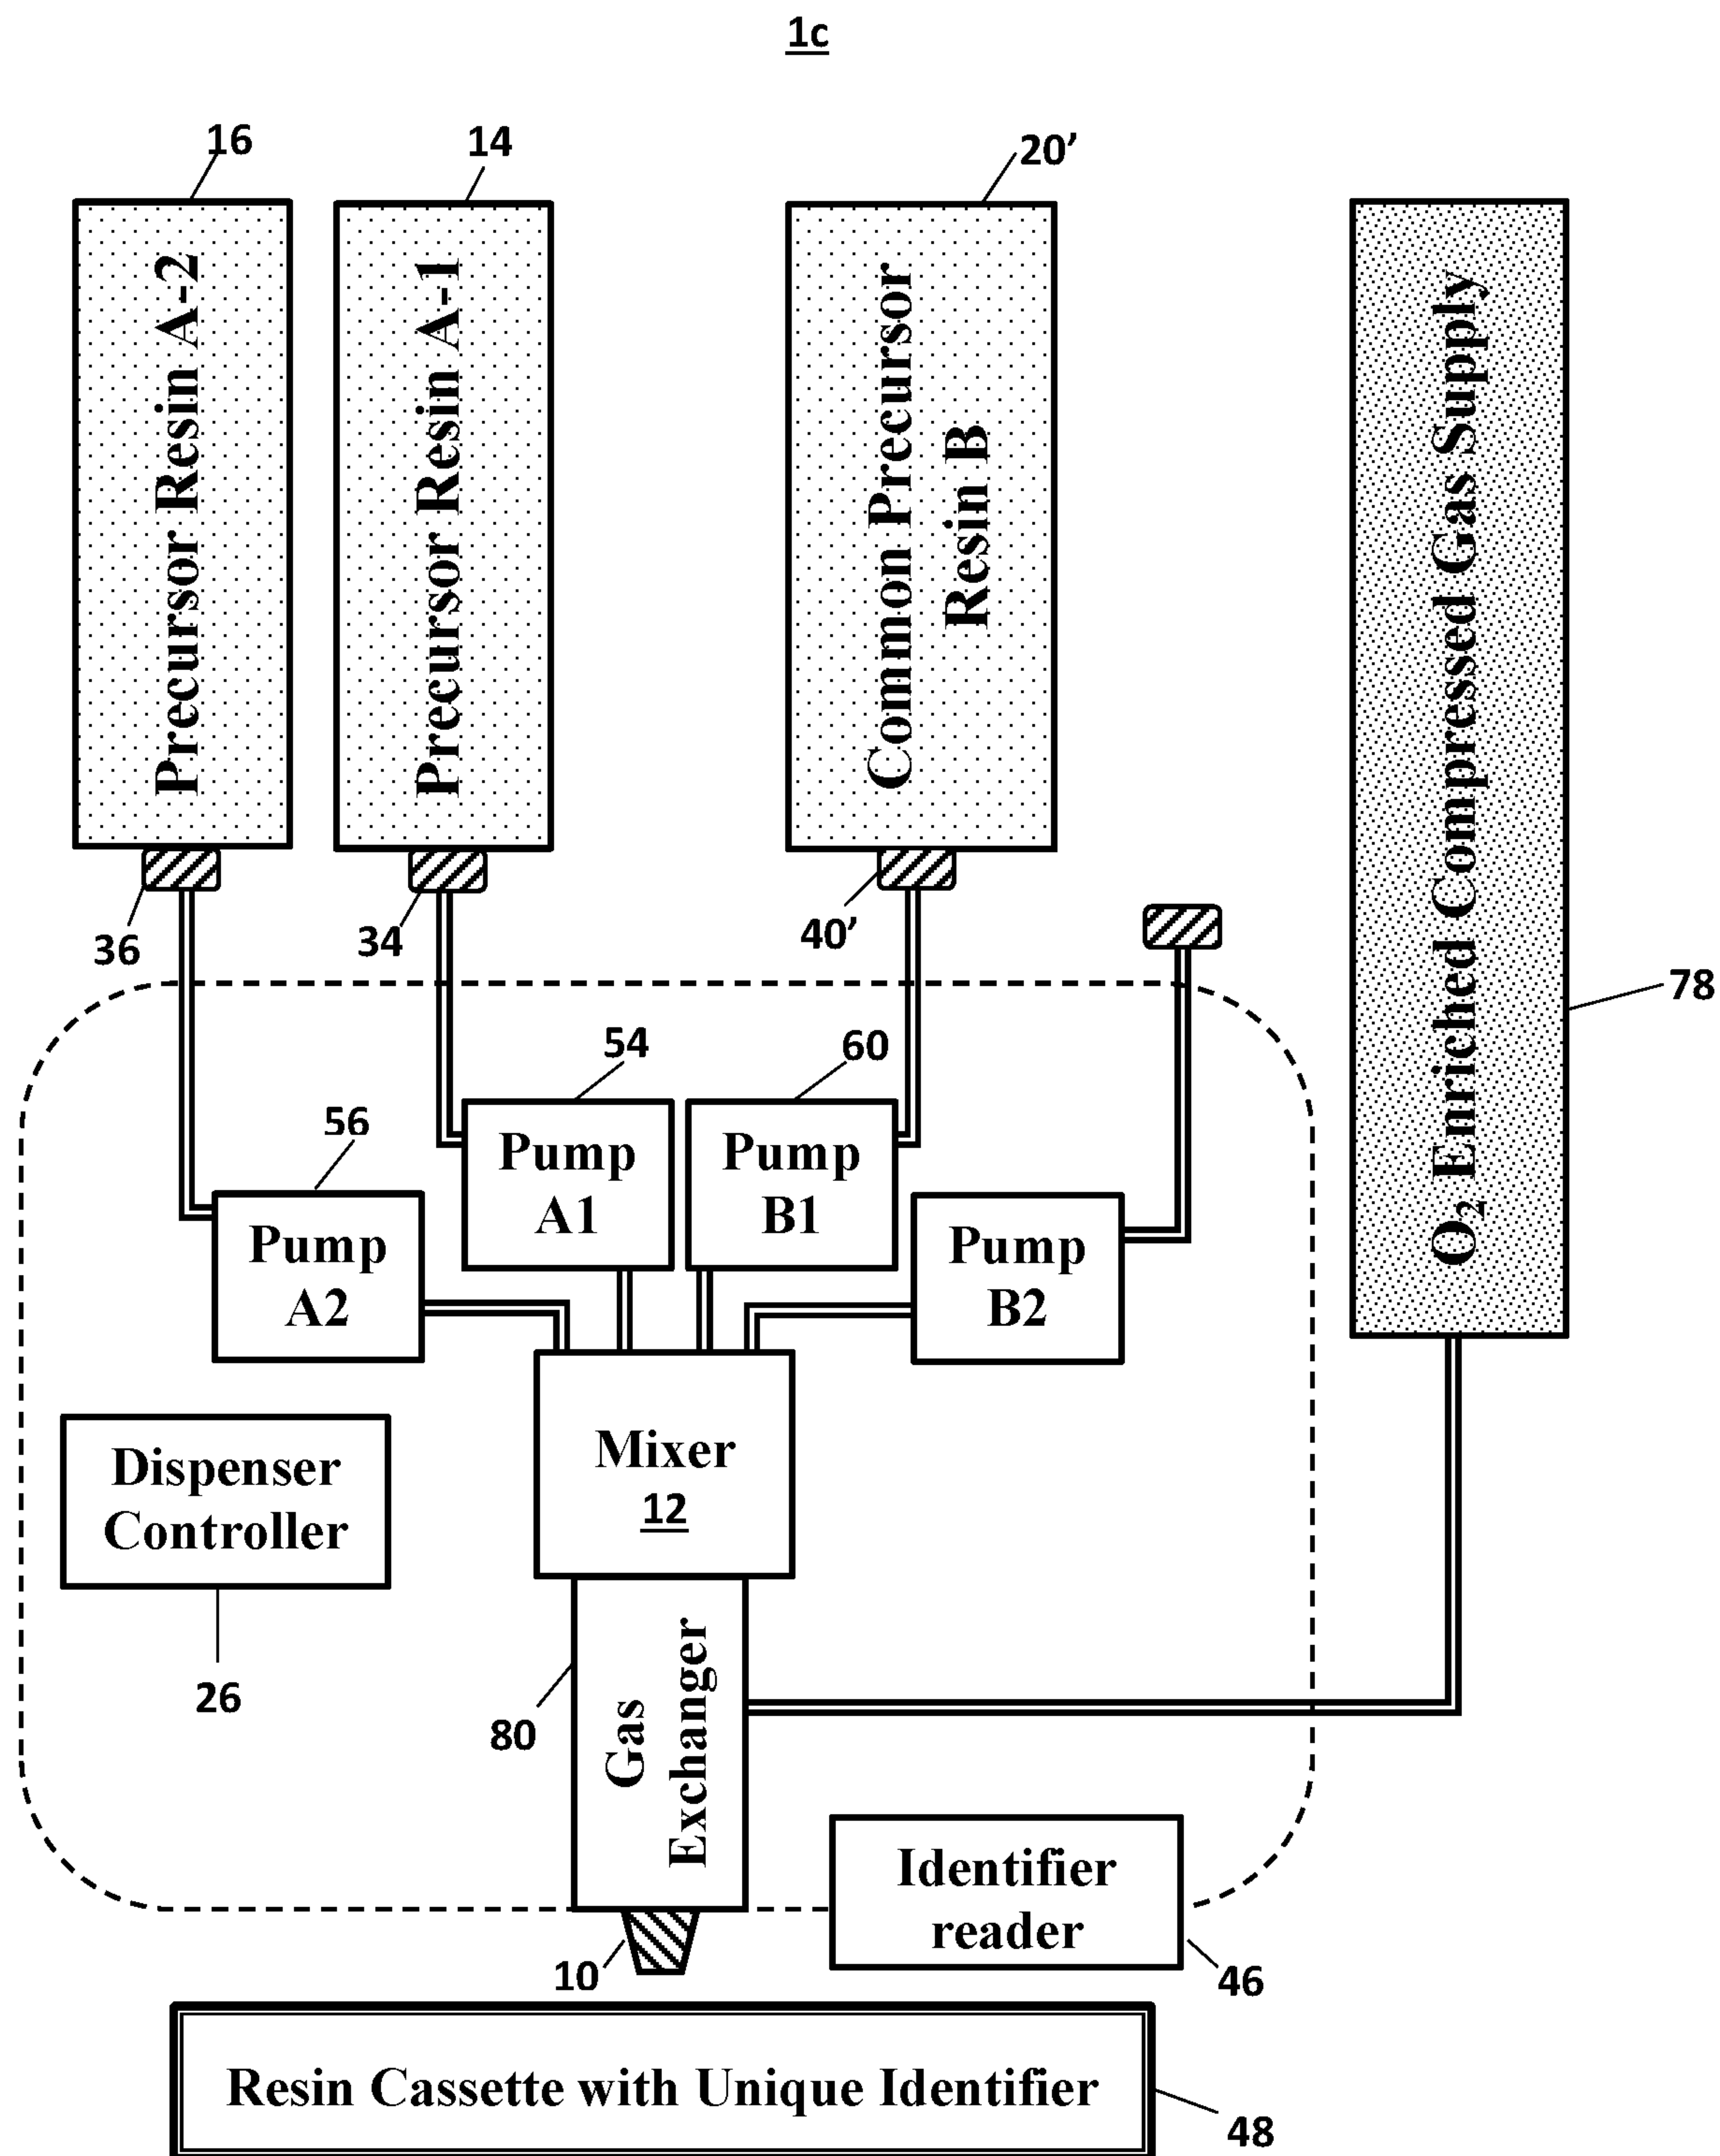 1c
16
14
20’
Precursor Resin A-2
Precursor Resin A-1
Common Precursor
Resin B
O2 Enriched Compressed Gas Supply
36
34
40’
78
54
60
56
Pump
A1
Pump
B1
Pump
A2
Pump
B2
Mixer
12
Dispenser
Controller
26
80
Gas
Exchanger
Identifier
reader
10
46
Resin Cassette with Unique Identifier
48